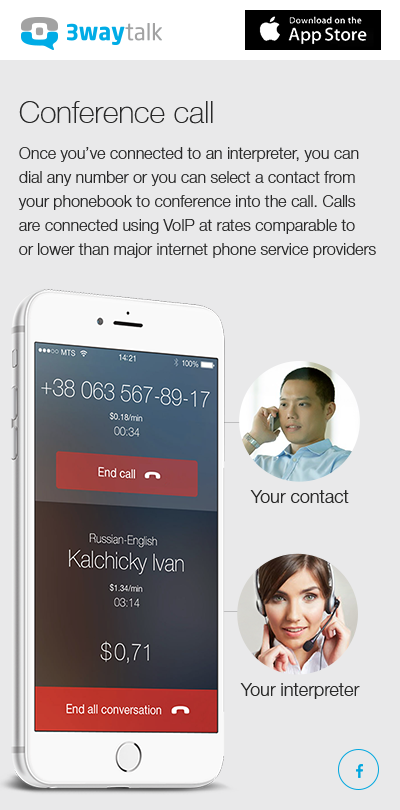 3waytalk
Download on the
App Store
Conference call
Once you’ve connected to an interpreter, you can
dial any number or you can select a contact from
your phonebook to conference into the call. Calls
are connected using VoIP at rates comparable to
or lower than major internet phone service providers
MTS 14:21 100%
+38 063 567-89-17
$0.18/min
00:34
End call
Your contact
Russian-English
Kalchicky Ivan
$1.34/min
03:14
$0,71
Your interpreter
End all conversation
f